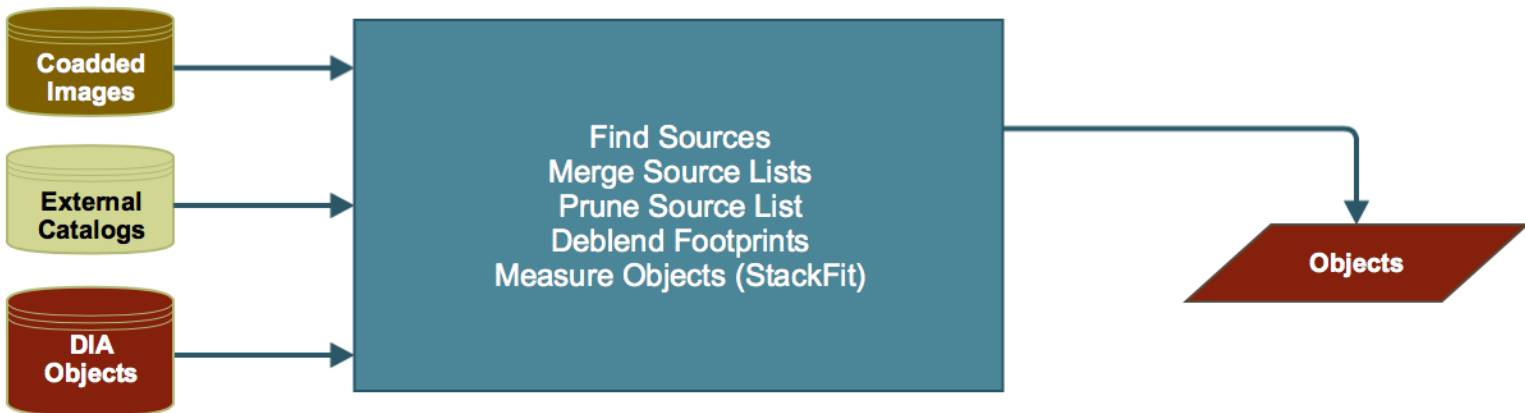 Coadded
Images
External
Catalogs
DIA
Objects
Find Sources
Merge Source Lists
Prune Source List
Deblend Footprints
Measure Objects (StackFit)
Objects